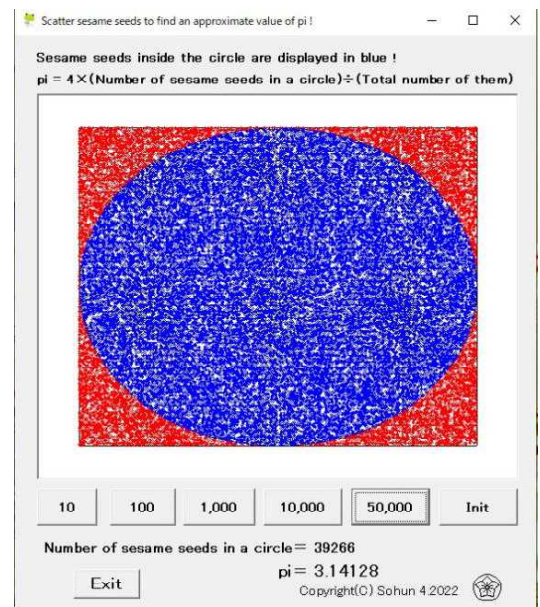 Scatter sesame seeds to find an approximate value of pi !
Sesame seeds inside the circle are displayed in blue !
pi = 4×(Number of sesame seeds in a circle)÷(Total number of them)
10 100 1,000 10,000 50,000 Init
Number of sesame seeds in a circle= 39266
Exit pi= 3.14128
Copyright(C) Sohun 4.2022